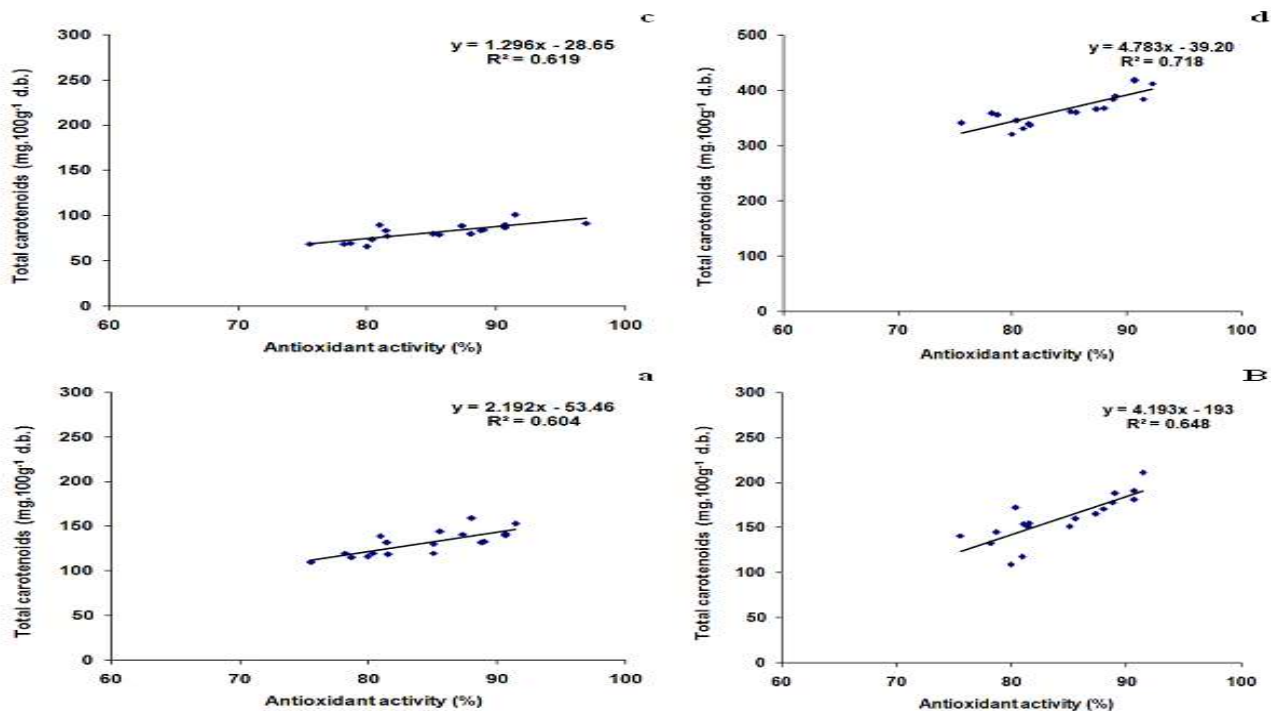 c
y = 1.296x - 28.65
R² = 0.619
Total carotenoids (mg.100g⁻¹ d.b.)
300
250
200
150
100
50
0
60 70 80 90 100
Antioxidant activity (%)
d
y = 4.783x - 39.20
R² = 0.718
Total carotenoids (mg.100g⁻¹ d.b.)
500
400
300
200
100
0
60 70 80 90 100
Antioxidant activity (%)
a
y = 2.192x - 53.46
R² = 0.604
Total carotenoids (mg.100g⁻¹ d.b.)
300
250
200
150
100
50
0
60 70 80 90 100
Antioxidant activity (%)
B
y = 4.193x - 193
R² = 0.648
Total carotenoids (mg.100g⁻¹ d.b.)
300
250
200
150
100
50
0
60 70 80 90 100
Antioxidant activity (%)